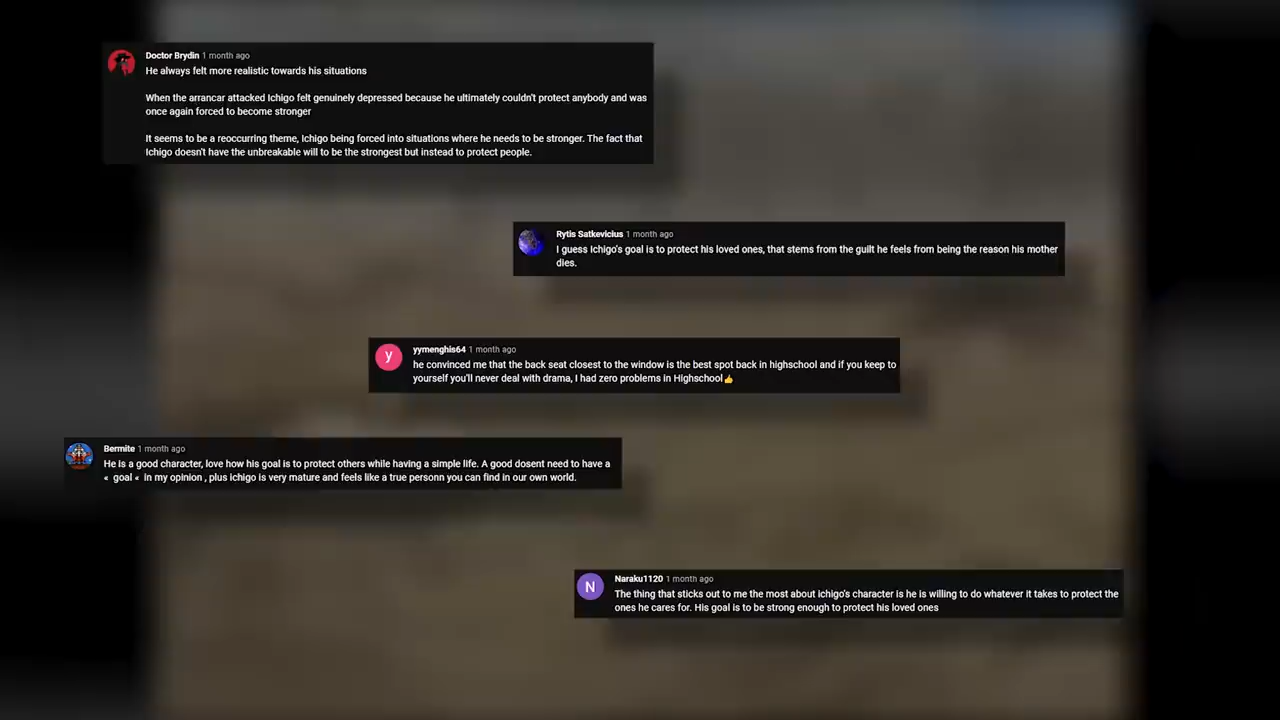 Doctor Brydin 1 month ago
He always felt more realistic towards his situations
When the arrancar attacked Ichigo felt genuinely depressed because he ultimately couldn't protect anybody and was
once again forced to become stronger
It seems to be a reoccurring theme, Ichigo being forced into situations where he needs to be stronger. The fact that
Ichigo doesn't have the unbreakable will to be the strongest but instead to protect people.
Rytis Satkevicius 1 month ago
I guess Ichigo's goal is to protect his loved ones, that stems from the guilt he feels from being the reason his mother
dies.
y
yymenghis64 1 month ago
he convinced me that the back seat closest to the window is the best spot back in highschool and if you keep to
yourself you'll never deal with drama, I had zero problems in Highschool👍
Bermite 1 month ago
He is a good character, love how his goal is to protect others while having a simple life. A good dosent need to have a
« goal « in my opinion , plus Ichigo is very mature and feels like a true personn you can find in our own world.
N
Naraku1120 1 month ago
The thing that sticks out to me the most about Ichigo's character is he is willing to do whatever it takes to protect the
ones he cares for. His goal is to be strong enough to protect his loved ones